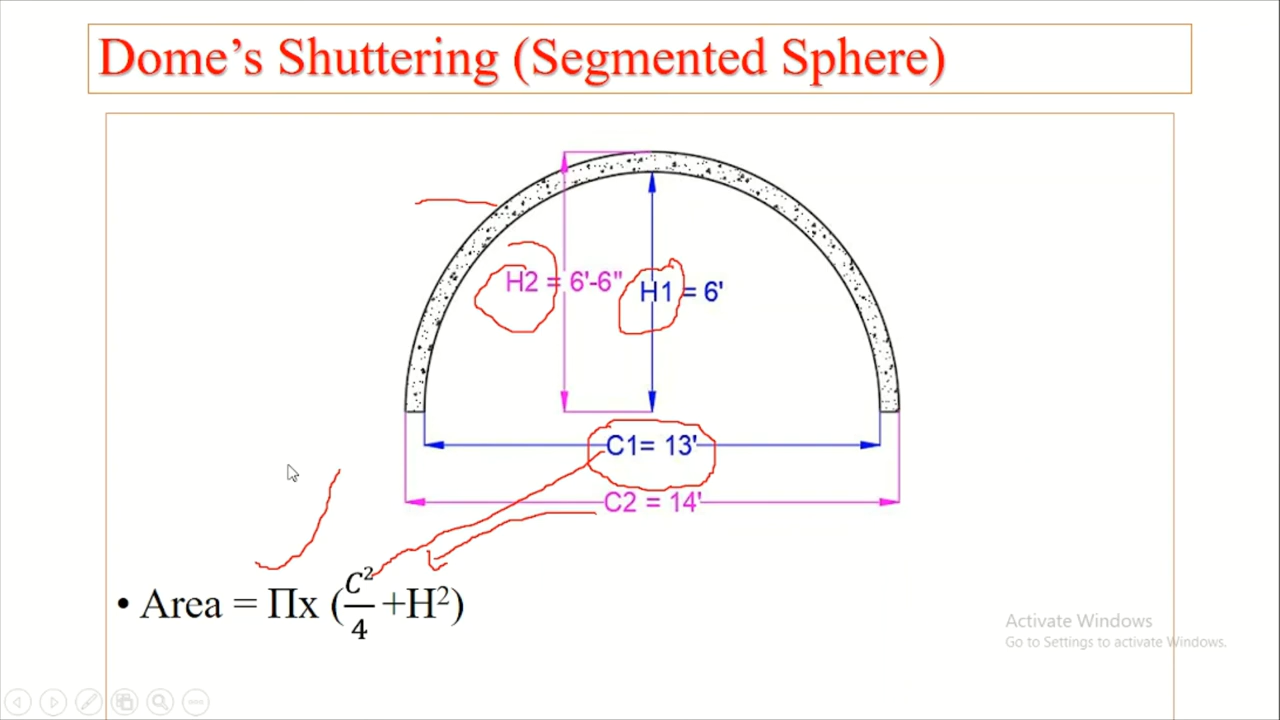 Dome's Shuttering (Segmented Sphere)
H2 = 6'-6"
H1 = 6'
C1= 13'
C2 = 14'
• Area = Πx (C²/4 +H²)
Activate Windows
Go to Settings to activate Windows.